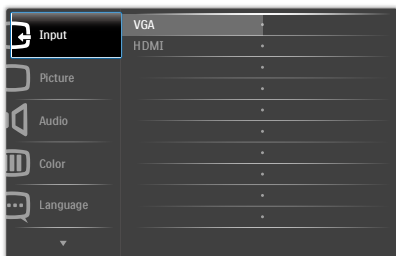 Input
Picture
Audio
Color
Language
VGA
HDMI